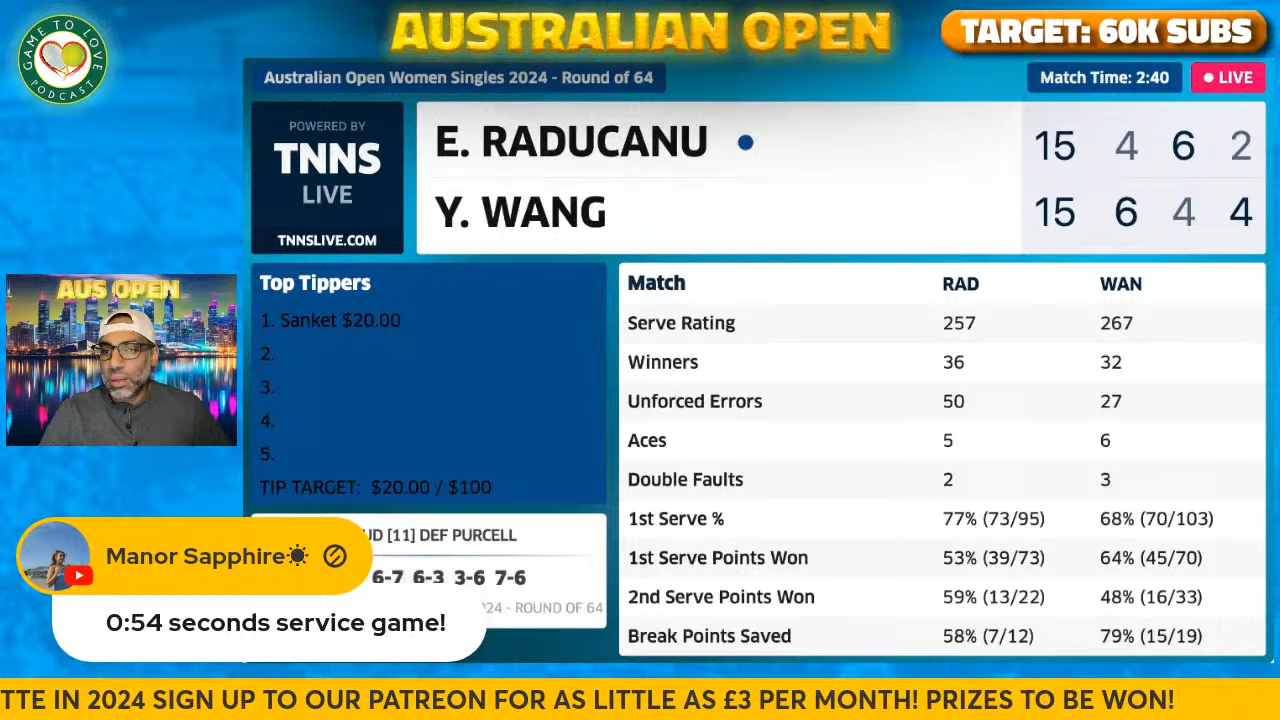 GAME TO LOVE PODCAST
AUSTRALIAN OPEN
TARGET: 60K SUBS
Australian Open Women Singles 2024 - Round of 64
Match Time: 2:40
LIVE
POWERED BY
TNNS
LIVE
TNNSLIVE.COM
E. RADUCANU 15 4 6 2
Y. WANG 15 6 4 4
AUS OPEN
Top Tippers
1. Sanket $20.00
2.
3.
4.
5.
TIP TARGET: $20.00 / $100
Match RAD WAN
Serve Rating 257 267
Winners 36 32
Unforced Errors 50 27
Aces 5 6
Double Faults 2 3
1st Serve % 77% (73/95) 68% (70/103)
1st Serve Points Won 53% (39/73) 64% (45/70)
2nd Serve Points Won 59% (13/22) 48% (16/33)
Break Points Saved 58% (7/12) 79% (15/19)
UD [11] DEF PURCELL
6-7 6-3 3-6 7-6
24 - ROUND OF 64
Manor Sapphire
0:54 seconds service game!
TTE IN 2024 SIGN UP TO OUR PATREON FOR AS LITTLE AS £3 PER MONTH! PRIZES TO BE WON!